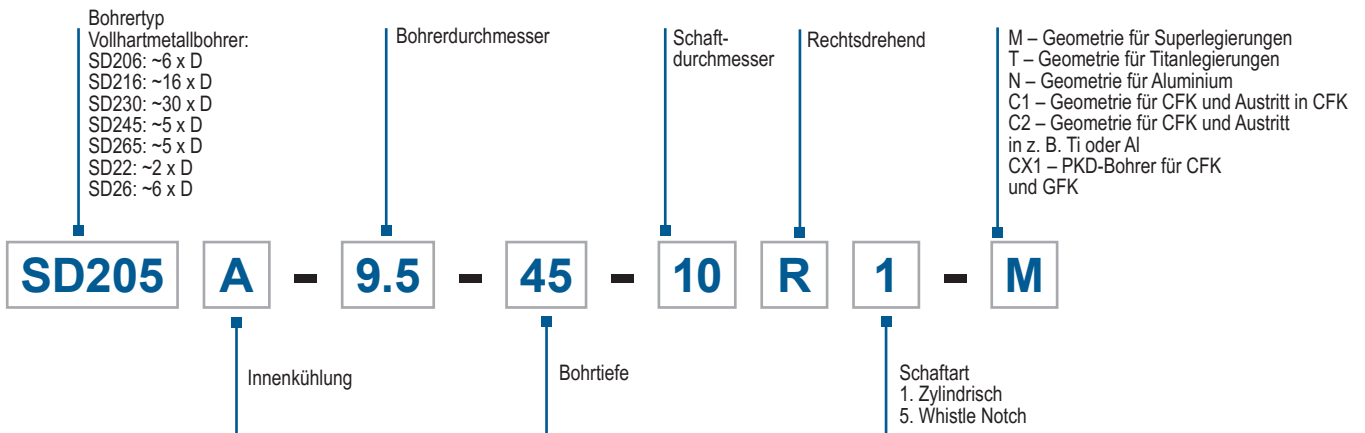 Bohrertyp
Vollhartmetallbohrer:
SD206: ~6 x D
SD216: ~16 x D
SD230: ~30 x D
SD245: ~5 x D
SD265: ~5 x D
SD22: ~2 x D
SD26: ~6 x D
Bohrerdurchmesser
Schaft-
durchmesser
Rechtsdrehend
M – Geometrie für Superlegierungen
T – Geometrie für Titanlegierungen
N – Geometrie für Aluminium
C1 – Geometrie für CFK und Austritt in CFK
C2 – Geometrie für CFK und Austritt
in z. B. Ti oder Al
CX1 – PKD-Bohrer für CFK
und GFK
SD205 A - 9.5 - 45 - 10 R 1 - M
Innenkühlung
Bohrtiefe
Schaftart
1. Zylindrisch
5. Whistle Notch